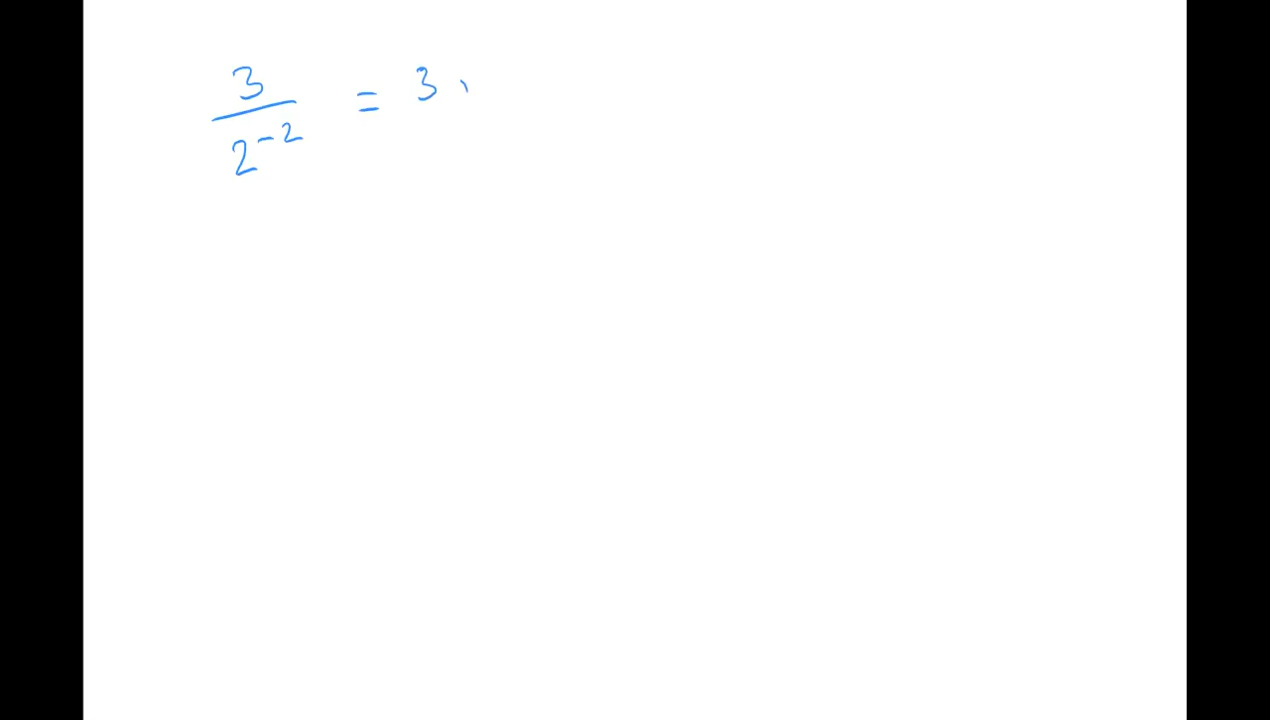 3/2⁻² = 3